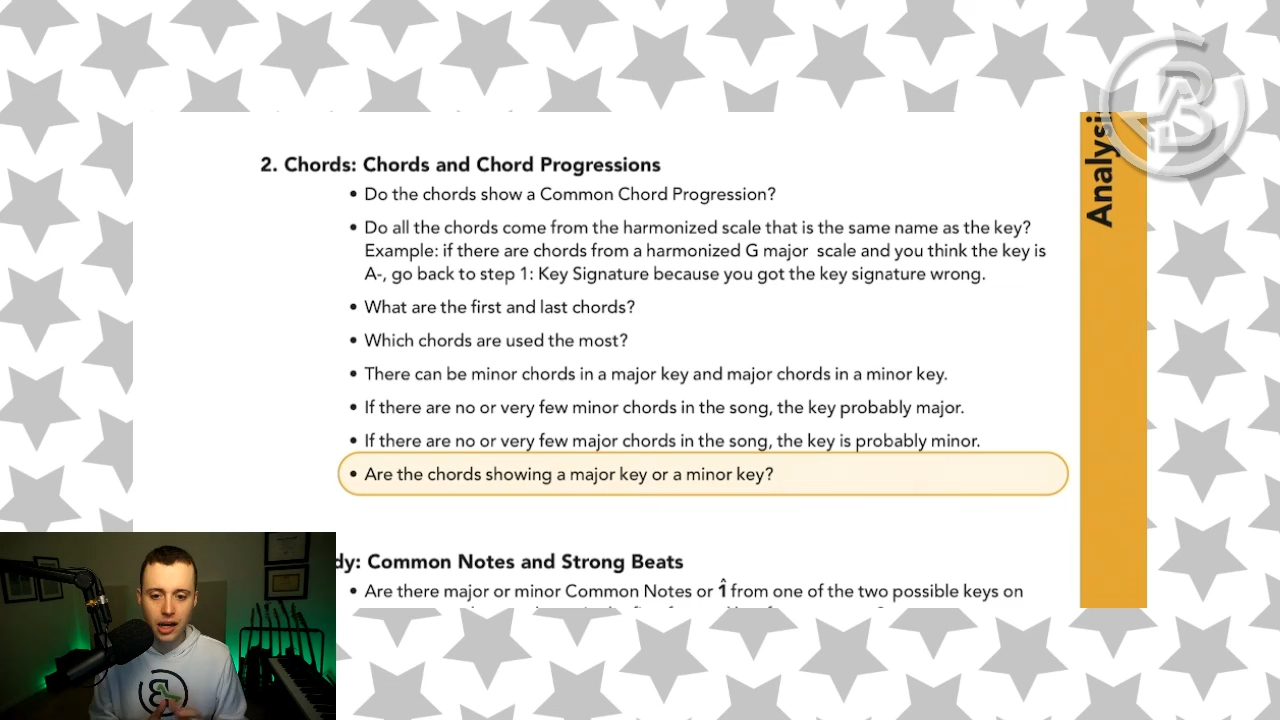 2. Chords: Chords and Chord Progressions
• Do the chords show a Common Chord Progression?
• Do all the chords come from the harmonized scale that is the same name as the key?
Example: if there are chords from a harmonized G major scale and you think the key is
A-, go back to step 1: Key Signature because you got the key signature wrong.
• What are the first and last chords?
• Which chords are used the most?
• There can be minor chords in a major key and major chords in a minor key.
• If there are no or very few minor chords in the song, the key probably major.
• If there are no or very few major chords in the song, the key is probably minor.
• Are the chords showing a major key or a minor key?
dy: Common Notes and Strong Beats
• Are there major or minor Common Notes or 1̂ from one of the two possible keys on
Analysi